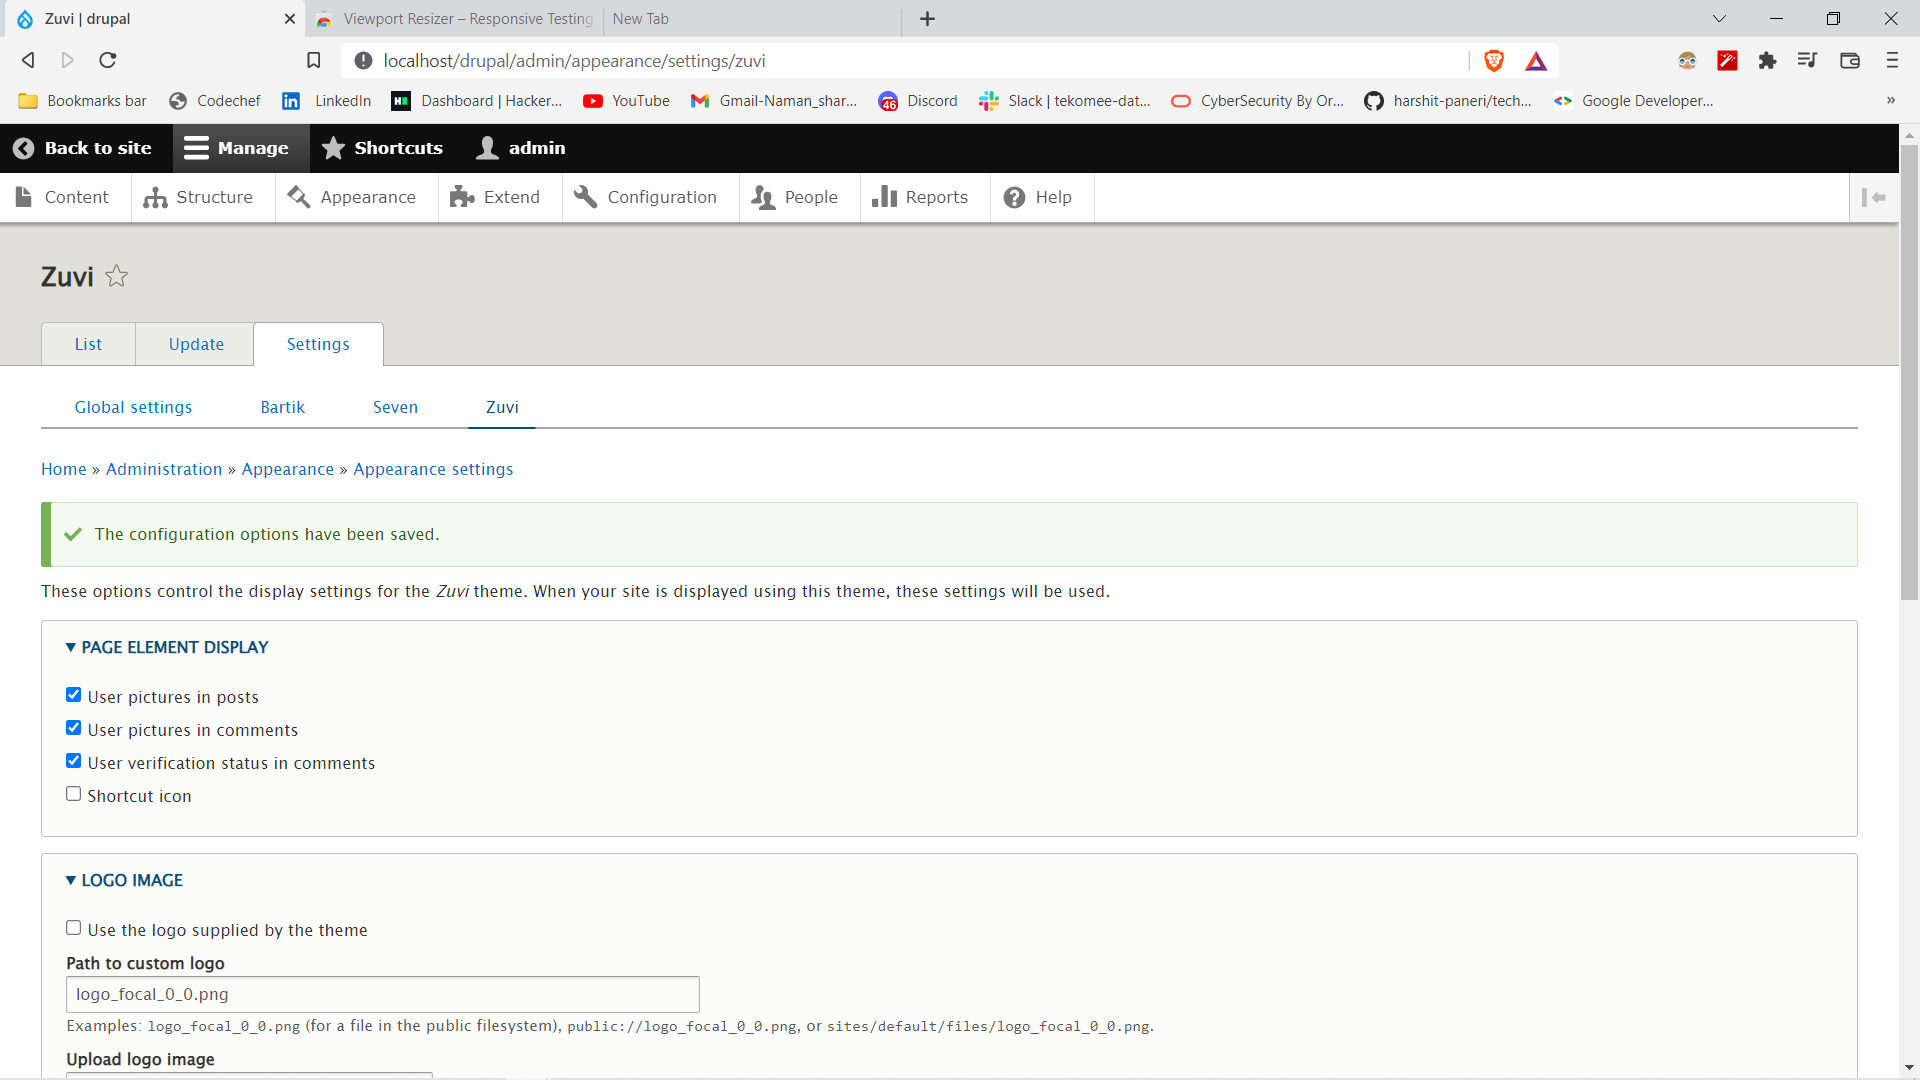 Zuvi | drupal
Viewport Resizer – Responsive Testing
New Tab
localhost/drupal/admin/appearance/settings/zuvi
Bookmarks bar
Codechef
LinkedIn
Dashboard | Hacker...
YouTube
Gmail-Naman_shar...
46
Discord
Slack | tekomee-dat...
CyberSecurity By Or...
harshit-paneri/tech...
Google Developer...
»
Back to site
Manage
Shortcuts
admin
Content
Structure
Appearance
Extend
Configuration
People
Reports
Help
Zuvi
List
Update
Settings
Global settings
Bartik
Seven
Zuvi
Home » Administration » Appearance » Appearance settings
The configuration options have been saved.
These options control the display settings for the Zuvi theme. When your site is displayed using this theme, these settings will be used.
PAGE ELEMENT DISPLAY
User pictures in posts
User pictures in comments
User verification status in comments
Shortcut icon
LOGO IMAGE
Use the logo supplied by the theme
Path to custom logo
logo_focal_0_0.png
Examples: logo_focal_0_0.png (for a file in the public filesystem), public://logo_focal_0_0.png, or sites/default/files/logo_focal_0_0.png.
Upload logo image